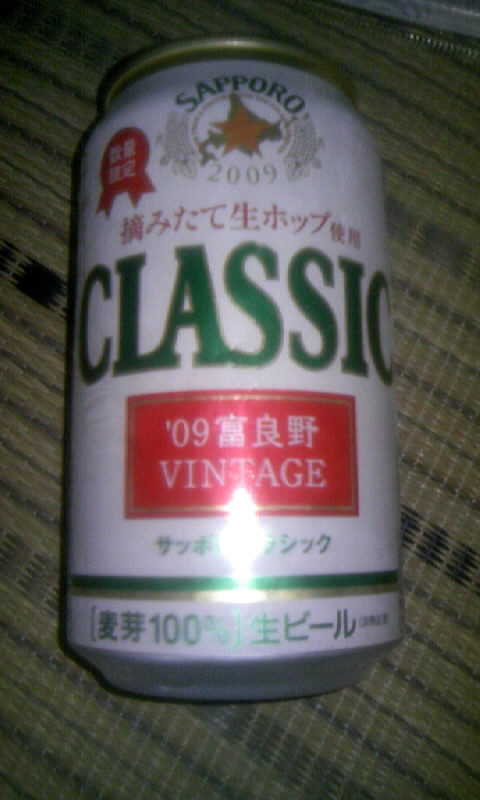 SAPPORO
2009
数量
限定
摘みたて生ホップ使用
CLASSIC
'09富良野
VINTAGE
サッポ ラシック
[麦芽100%]生ビール